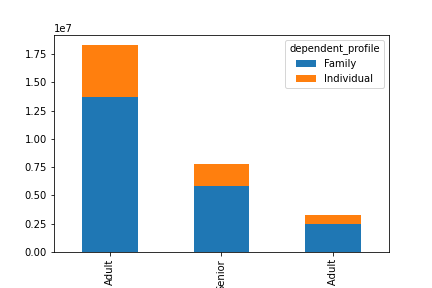 1e7
dependent_profile
Family
Individual
1.75
1.50
1.25
1.00
0.75
0.50
0.25
0.00
Adult
Senior
Adult